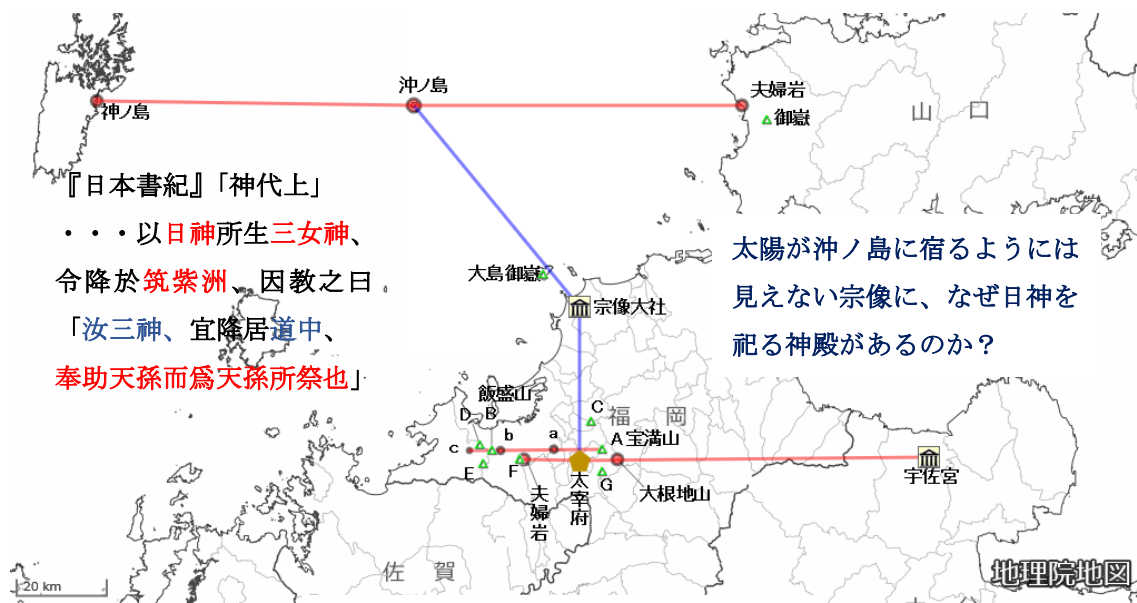 神ノ島
沖ノ島
夫婦岩
御嶽
山　口
『日本書紀』「神代上」
・・・以日神所生三女神、
令降於筑紫洲、因教之曰
「汝三神、宜降居道中、
奉助天孫而爲天孫所祭也」
太陽が沖ノ島に宿るようには
見えない宗像に、なぜ日神を
祀る神殿があるのか？
大島御嶽
宗像大社
飯盛山
D
B
C
福　岡
c
b
a
A宝満山
E
F
G
夫婦岩
太宰府
大根地山
宇佐宮
佐　賀
20 km
地理院地図